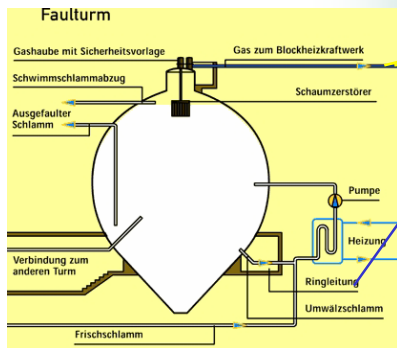 Faulturm
Gashaube mit Sicherheitsvorlage
Gas zum Blockheizkraftwerk
Schwimmschlammabzug
Schaumzerstörer
Ausgefaulter
Schlamm
Pumpe
Heizung
Verbindung zum
anderen Turm
Ringleitung
Umwälzschlamm
Frischschlamm